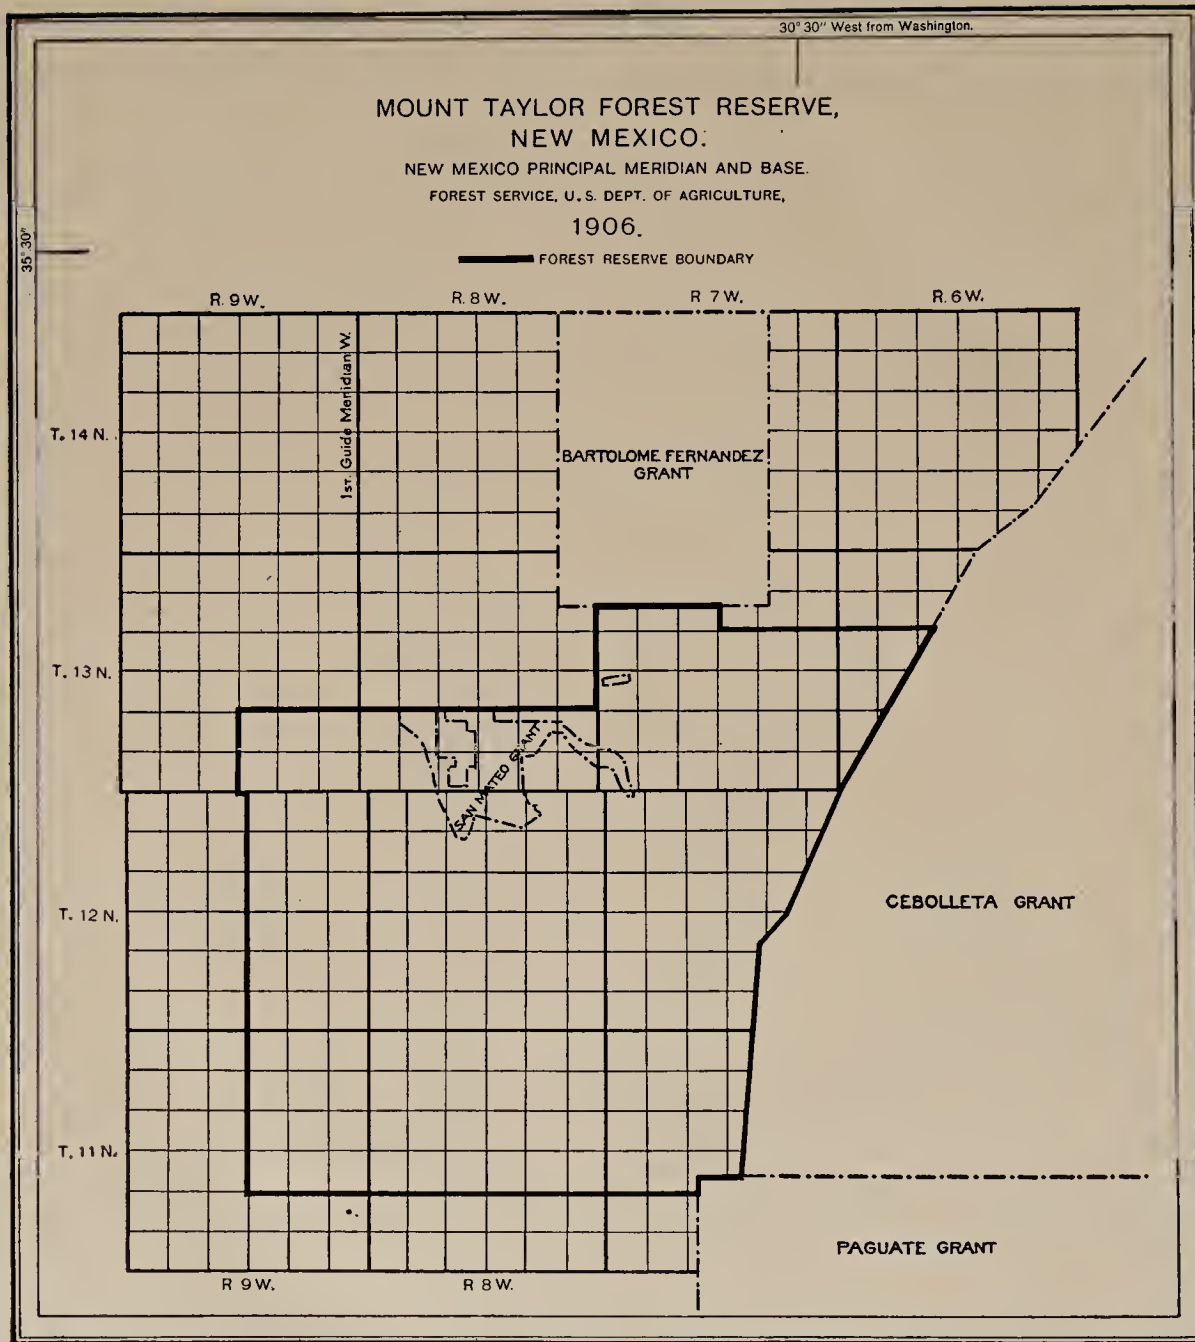 30° 30" West from Washington.
MOUNT TAYLOR FOREST RESERVE,
NEW MEXICO.
NEW MEXICO PRINCIPAL MERIDIAN AND BASE.
FOREST SERVICE, U.S. DEPT. OF AGRICULTURE,
1906.
35° 30"
FOREST RESERVE BOUNDARY
R. 9 W.
R. 8 W.
R 7 W.
R. 6 W.
1ST. Guide Meridian W.
T. 14 N.
BARTOLOME FERNANDEZ
GRANT
T. 13 N.
SAN MATEO GRANT
T. 12 N.
CEBOLLETA GRANT
T. 11 N.
PAGUATE GRANT
R 9 W.
R 8 W.